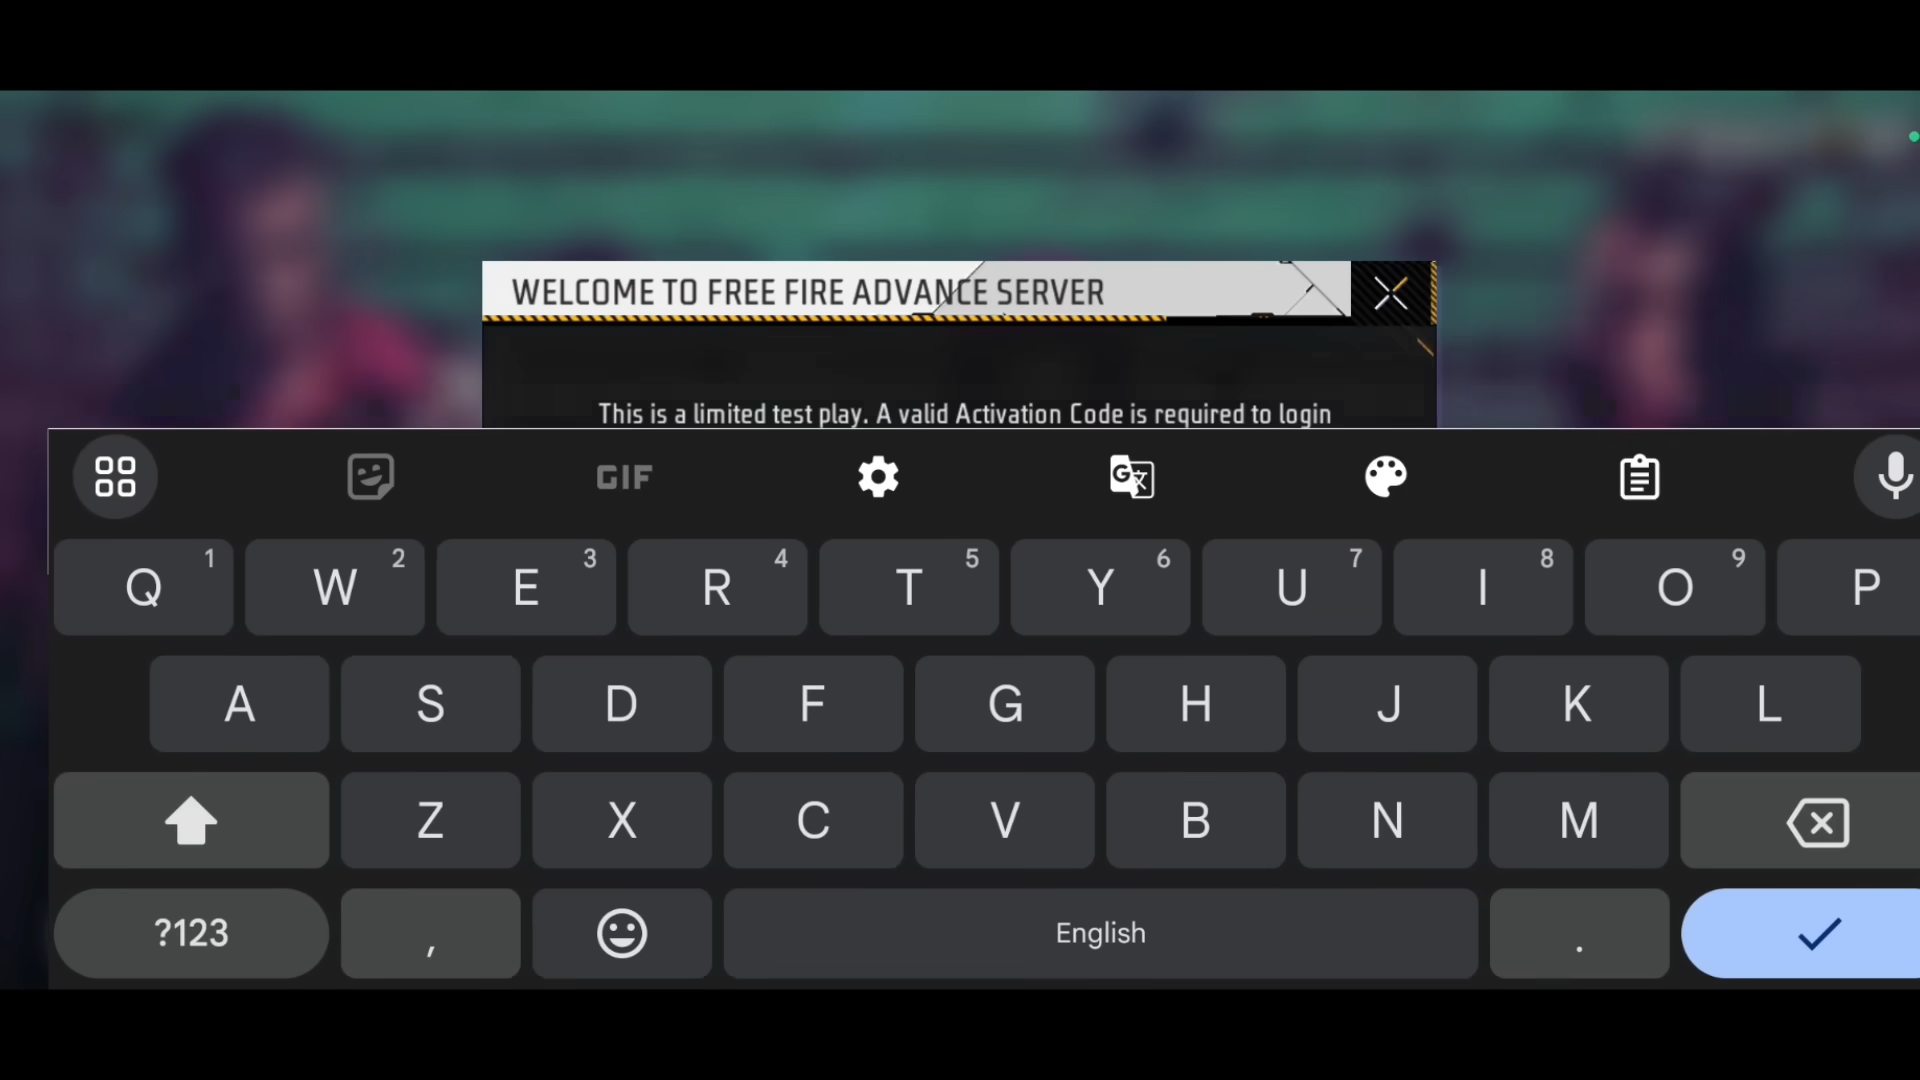 WELCOME TO FREE FIRE ADVANCE SERVER
This is a limited test play. A valid Activation Code is required to login
GIF
G
Q 1 W 2 E 3 R 4 T 5 Y 6 U 7 I 8 O 9 P
A S D F G H J K L
Z X C V B N M
?123 , English .